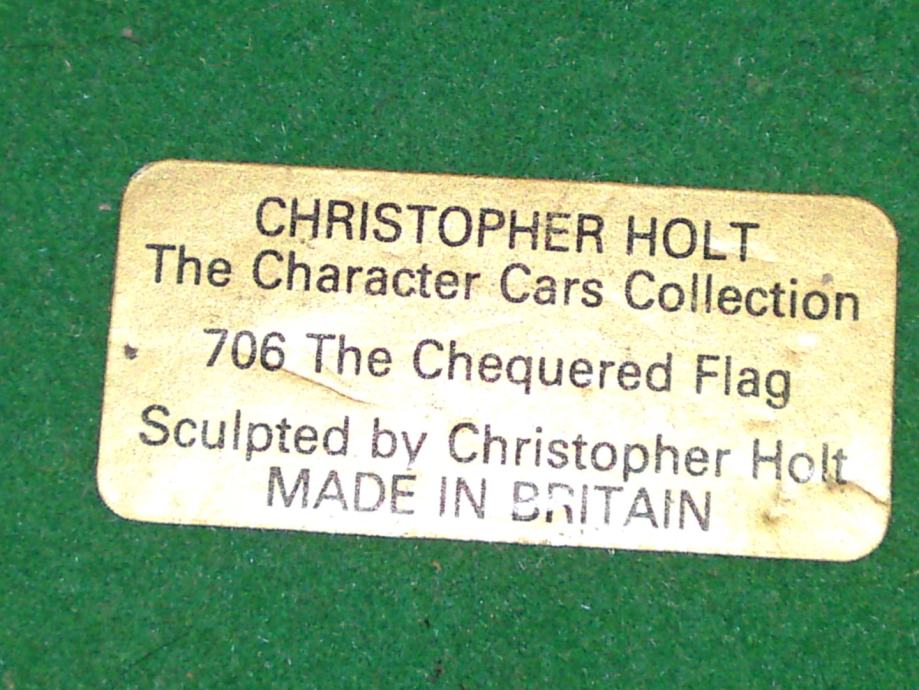 CHRISTOPHER HOLT
The Character Cars Collection
706 The Chequered Flag
Sculpted by Christopher Holt
MADE IN BRITAIN